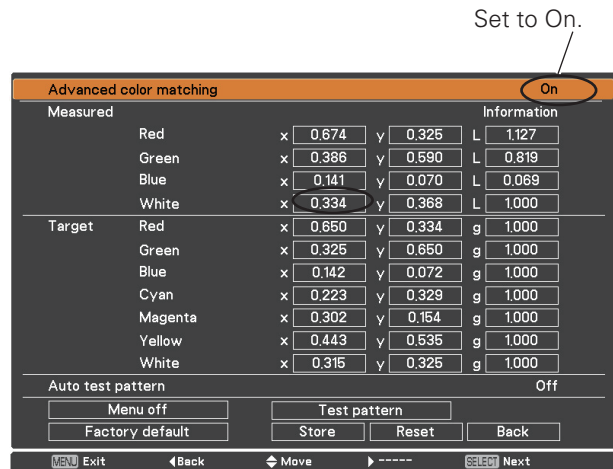 Set to On.
Advanced color matching On
Measured Information
Red x 0.674 y 0.325 L 1.127
Green x 0.386 y 0.590 L 0.819
Blue x 0.141 y 0.070 L 0.069
White x 0.334 y 0.368 L 1.000
Target Red x 0.650 y 0.334 g 1.000
Green x 0.325 y 0.650 g 1.000
Blue x 0.142 y 0.072 g 1.000
Cyan x 0.223 y 0.329 g 1.000
Magenta x 0.302 y 0.154 g 1.000
Yellow x 0.443 y 0.535 g 1.000
White x 0.315 y 0.325 g 1.000
Auto test pattern Off
Menu off Test pattern
Factory default Store Reset Back
MENU Exit ◀Back ◆Move ▶----- SELECT Next